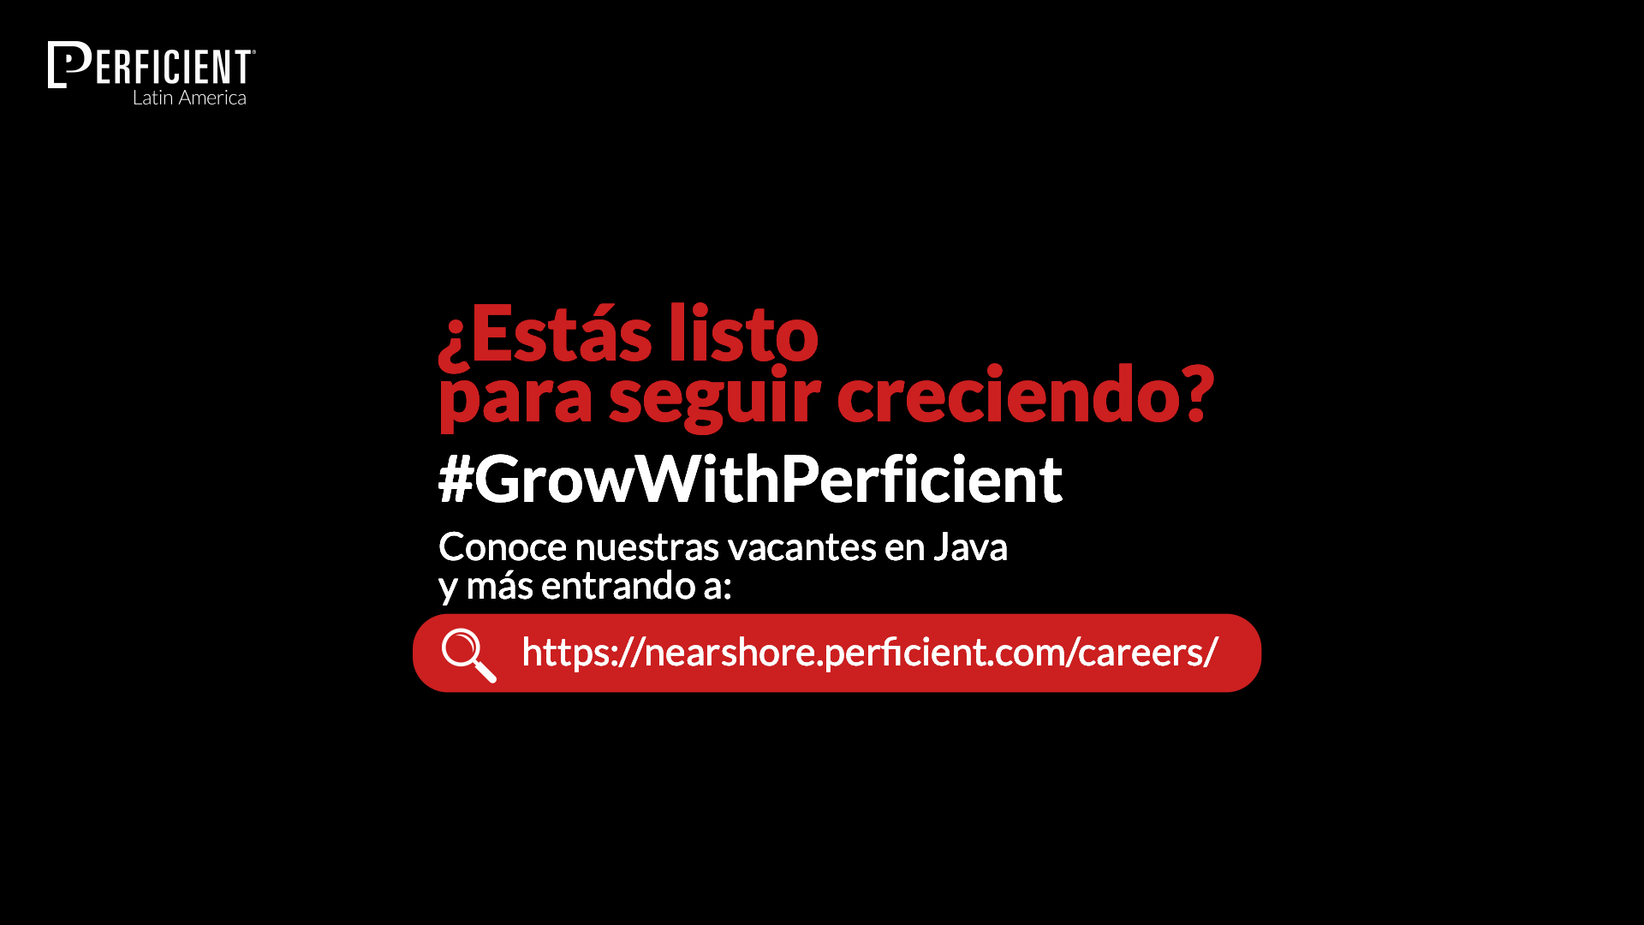 PERFICIENT®
Latin America
¿Estás listo
para seguir creciendo?
#GrowWithPerficient
Conoce nuestras vacantes en Java
y más entrando a:
https://nearshore.perficient.com/careers/